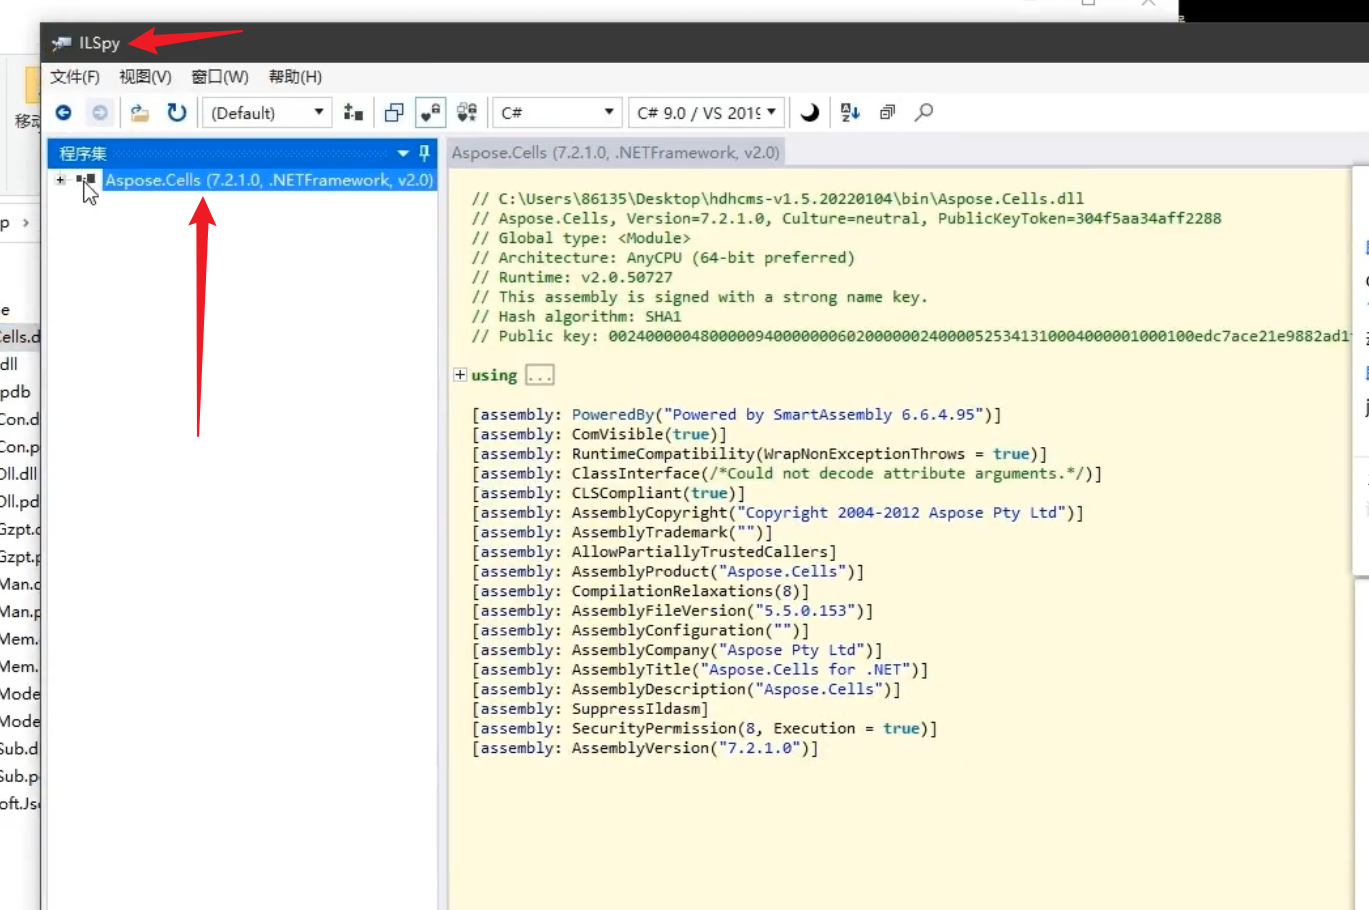 ILSpy
文件(F) 视图(V) 窗口(W) 帮助(H)
(Default) C# C# 9.0 / VS 2019
移动
程序集
Aspose.Cells (7.2.1.0, .NETFramework, v2.0)
Aspose.Cells (7.2.1.0, .NETFramework, v2.0)
p >
e
ells.d
dll
pdb
Con.d
Con.p
Dll.dll
Dll.pd
Gzpt.d
Gzpt.p
Man.d
Man.p
Mem.
Mem.
Mode
Mode
Sub.d
Sub.p
oft.Js
// C:\Users\86135\Desktop\hdhcms-v1.5.20220104\bin\Aspose.Cells.dll
// Aspose.Cells, Version=7.2.1.0, Culture=neutral, PublicKeyToken=304f5aa34aff2288
// Global type: <Module>
// Architecture: AnyCPU (64-bit preferred)
// Runtime: v2.0.50727
// This assembly is signed with a strong name key.
// Hash algorithm: SHA1
// Public key: 0024000004800000940000000602000000240000525341310004000001000100edc7ace21e9882ad1
using ...
[assembly: PoweredBy("Powered by SmartAssembly 6.6.4.95")]
[assembly: ComVisible(true)]
[assembly: RuntimeCompatibility(WrapNonExceptionThrows = true)]
[assembly: ClassInterface(/*Could not decode attribute arguments.*/)]
[assembly: CLSCompliant(true)]
[assembly: AssemblyCopyright("Copyright 2004-2012 Aspose Pty Ltd")]
[assembly: AssemblyTrademark("")]
[assembly: AllowPartiallyTrustedCallers]
[assembly: AssemblyProduct("Aspose.Cells")]
[assembly: CompilationRelaxations(8)]
[assembly: AssemblyFileVersion("5.5.0.153")]
[assembly: AssemblyConfiguration("")]
[assembly: AssemblyCompany("Aspose Pty Ltd")]
[assembly: AssemblyTitle("Aspose.Cells for .NET")]
[assembly: AssemblyDescription("Aspose.Cells")]
[assembly: SuppressIldasm]
[assembly: SecurityPermission(8, Execution = true)]
[assembly: AssemblyVersion("7.2.1.0")]